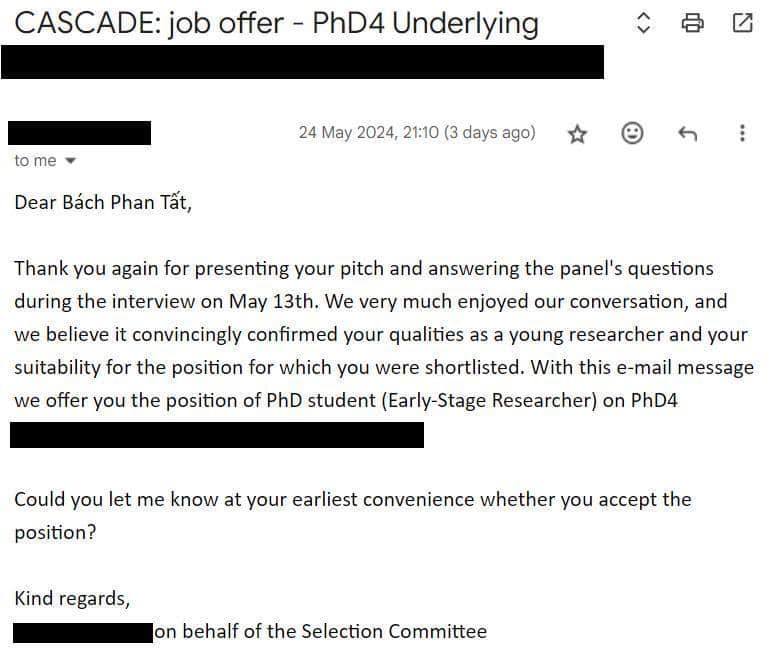 CASCADE: job offer - PhD4 Underlying
24 May 2024, 21:10 (3 days ago)
to me
Dear Bách Phan Tất,
Thank you again for presenting your pitch and answering the panel's questions
during the interview on May 13th. We very much enjoyed our conversation, and
we believe it convincingly confirmed your qualities as a young researcher and your
suitability for the position for which you were shortlisted. With this e-mail message
we offer you the position of PhD student (Early-Stage Researcher) on PhD4
Could you let me know at your earliest convenience whether you accept the
position?
Kind regards,
on behalf of the Selection Committee